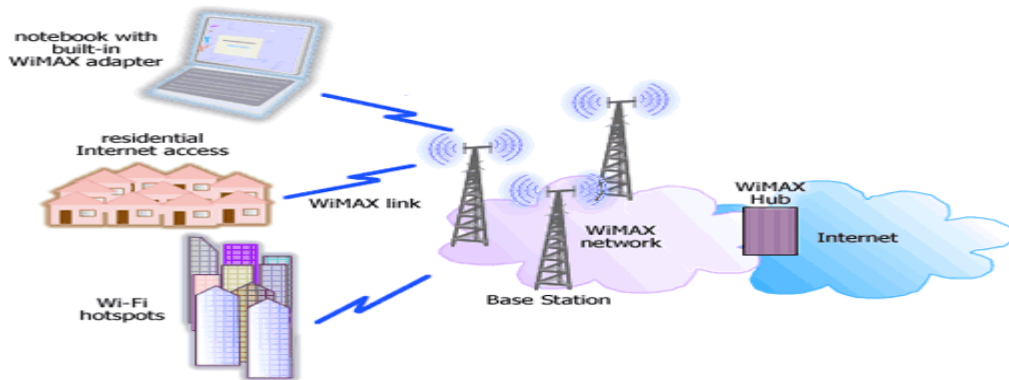 notebook with
built-in
WiMAX adapter
residential
Internet access
WiMAX link
Wi-Fi
hotspots
WiMAX
network
Base Station
WiMAX
Hub
Internet